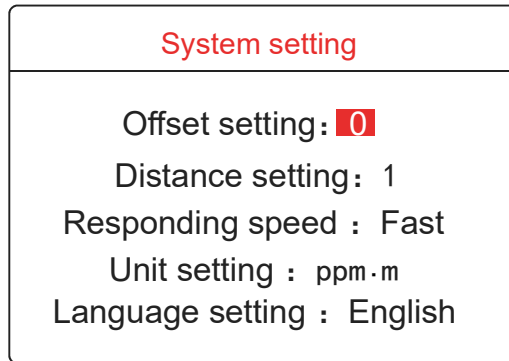 System setting
Offset setting：0
Distance setting：1
Responding speed ：Fast
Unit setting ：ppm·m
Language setting ：English